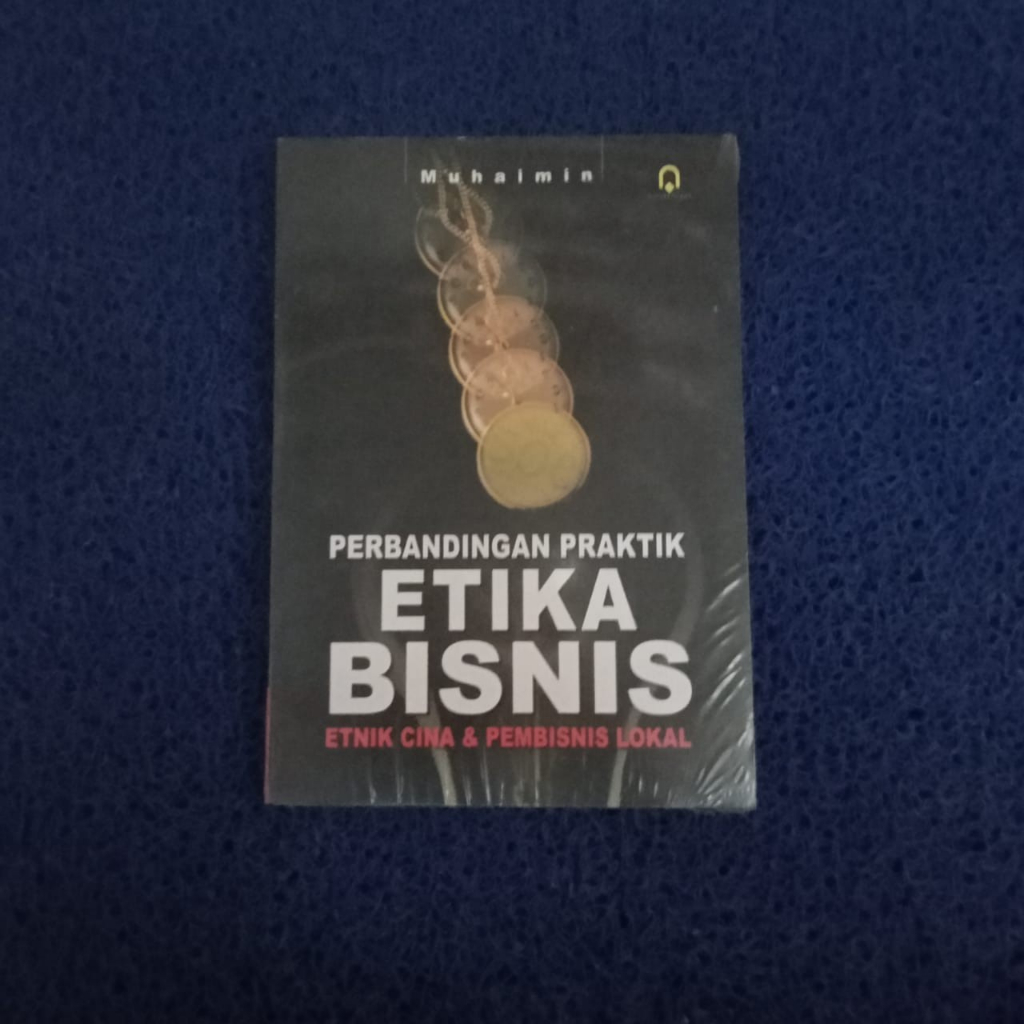 Muhaimin
PERBANDINGAN PRAKTIK
ETIKA
BISNIS
ETNIK CINA & PEMBISNIS LOKAL